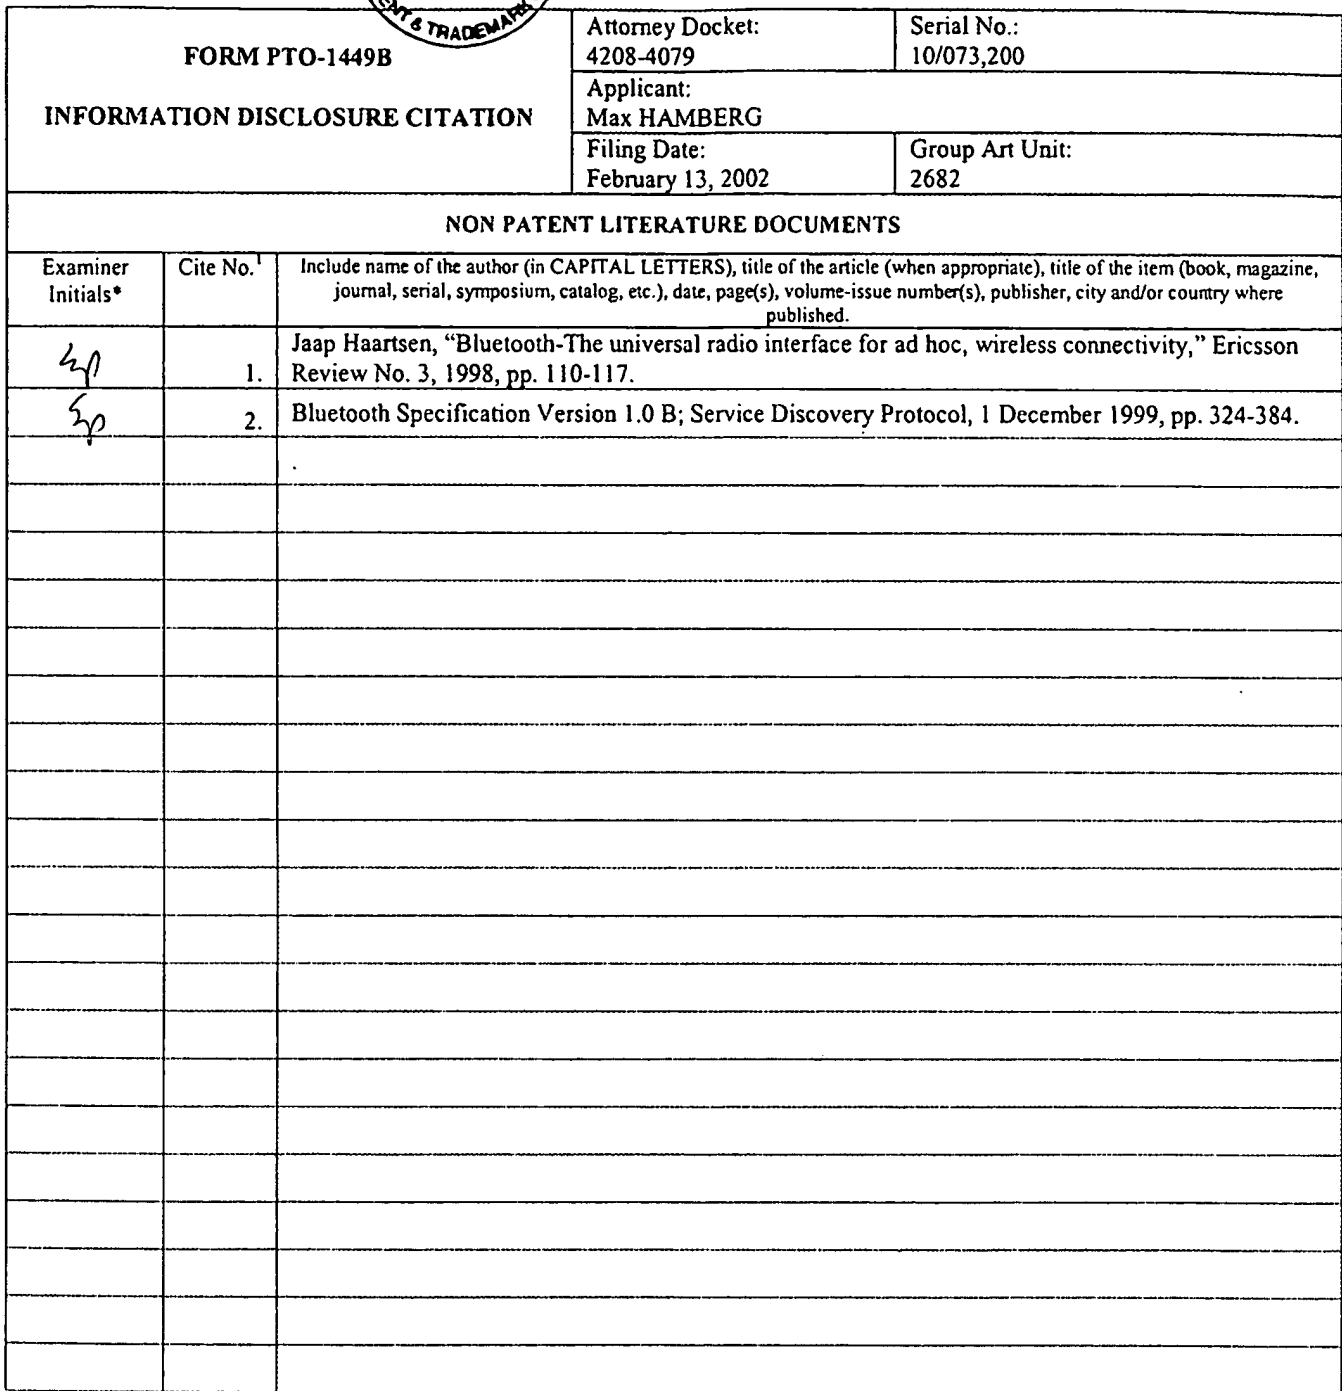 ENT & TRADEMARK
FORM PTO-1449B
INFORMATION DISCLOSURE CITATION
Attorney Docket:
4208-4079
Serial No.:
10/073,200
Applicant:
Max HAMBERG
Filing Date:
February 13, 2002
Group Art Unit:
2682
NON PATENT LITERATURE DOCUMENTS
Examiner
Initials*
Cite No.¹
Include name of the author (in CAPITAL LETTERS), title of the article (when appropriate), title of the item (book, magazine,
journal, serial, symposium, catalog, etc.), date, page(s), volume-issue number(s), publisher, city and/or country where
published.
1.
Jaap Haartsen, “Bluetooth-The universal radio interface for ad hoc, wireless connectivity,” Ericsson
Review No. 3, 1998, pp. 110-117.
2.
Bluetooth Specification Version 1.0 B; Service Discovery Protocol, 1 December 1999, pp. 324-384.